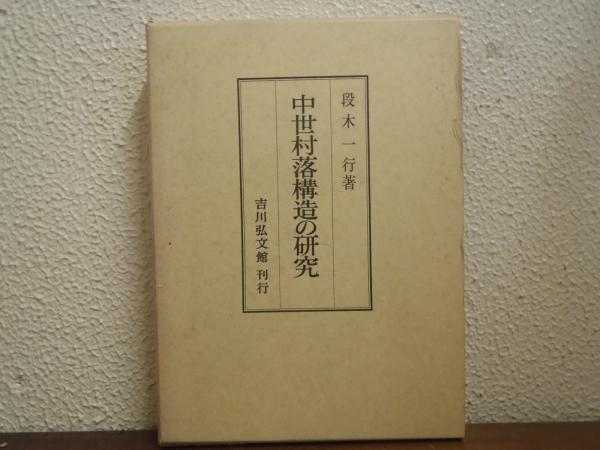 段木一行著
中世村落構造の研究
吉川弘文館 刊行